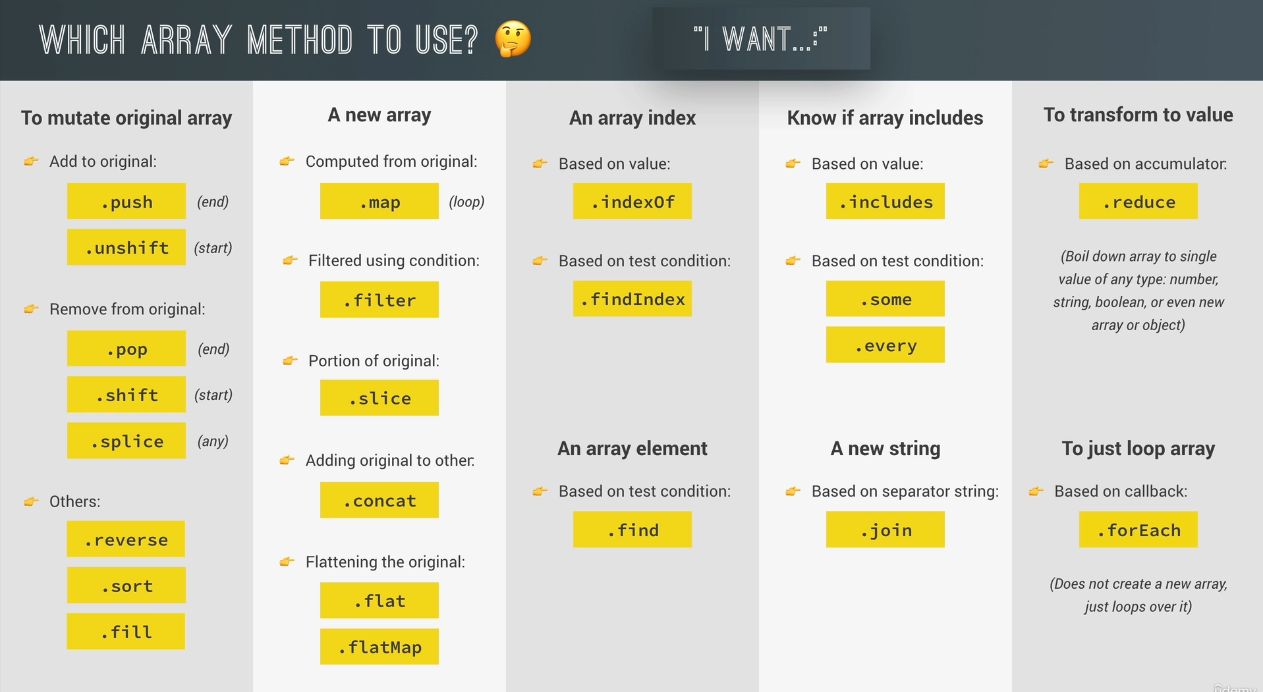 WHICH ARRAY METHOD TO USE? 🤔
"I WANT...:"
To mutate original array
👉 Add to original:
.push (end)
.unshift (start)
👉 Remove from original:
.pop (end)
.shift (start)
.splice (any)
👉 Others:
.reverse
.sort
.fill
A new array
👉 Computed from original:
.map (loop)
👉 Filtered using condition:
.filter
👉 Portion of original:
.slice
👉 Adding original to other:
.concat
👉 Flattening the original:
.flat
.flatMap
An array index
👉 Based on value:
.indexOf
👉 Based on test condition:
.findIndex
An array element
👉 Based on test condition:
.find
Know if array includes
👉 Based on value:
.includes
👉 Based on test condition:
.some
.every
A new string
👉 Based on separator string:
.join
To transform to value
👉 Based on accumulator:
.reduce
(Boil down array to single
value of any type: number,
string, boolean, or even new
array or object)
To just loop array
👉 Based on callback:
.forEach
(Does not create a new array,
just loops over it)